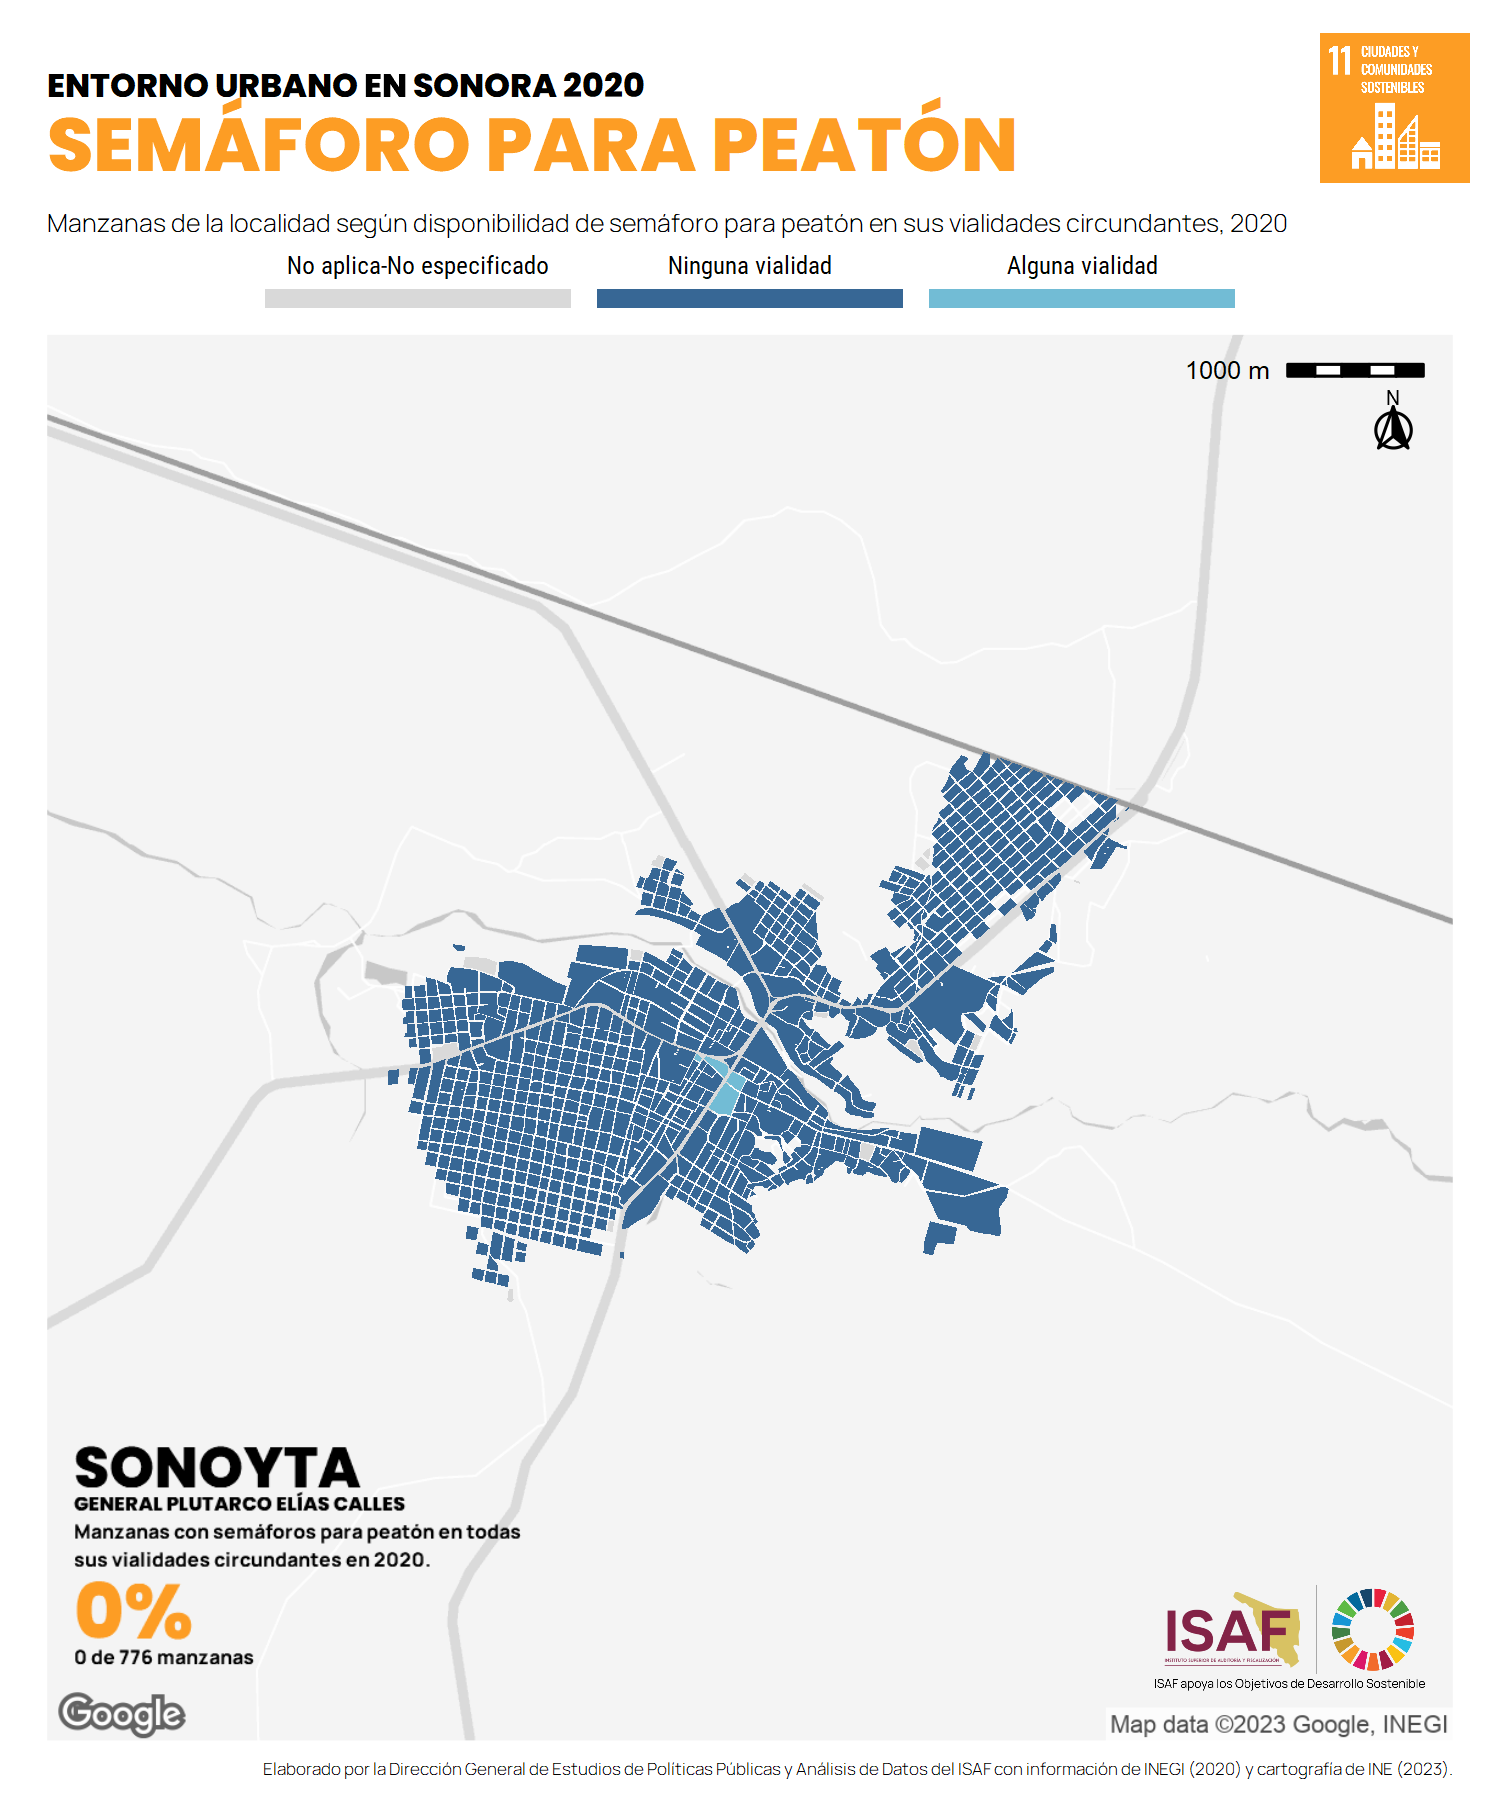 ENTORNO URBANO EN SONORA 2020
SEMÁFORO PARA PEATÓN
11 CIUDADES Y
COMUNIDADES
SOSTENIBLES
Manzanas de la localidad según disponibilidad de semáforo para peatón en sus vialidades circundantes, 2020
No aplica-No especificado
Ninguna vialidad
Alguna vialidad
1000 m
N
SONOYTA
GENERAL PLUTARCO ELÍAS CALLES
Manzanas con semáforos para peatón en todas
sus vialidades circundantes en 2020.
0%
0 de 776 manzanas
ISAF
INSTITUTO SUPERIOR DE AUDITORÍA Y FISCALIZACIÓN
ISAF apoya los Objetivos de Desarrollo Sostenible
Google
Map data ©2023 Google, INEGI
Elaborado por la Dirección General de Estudios de Políticas Públicas y Análisis de Datos del ISAF con información de INEGI (2020) y cartografía de INE (2023).